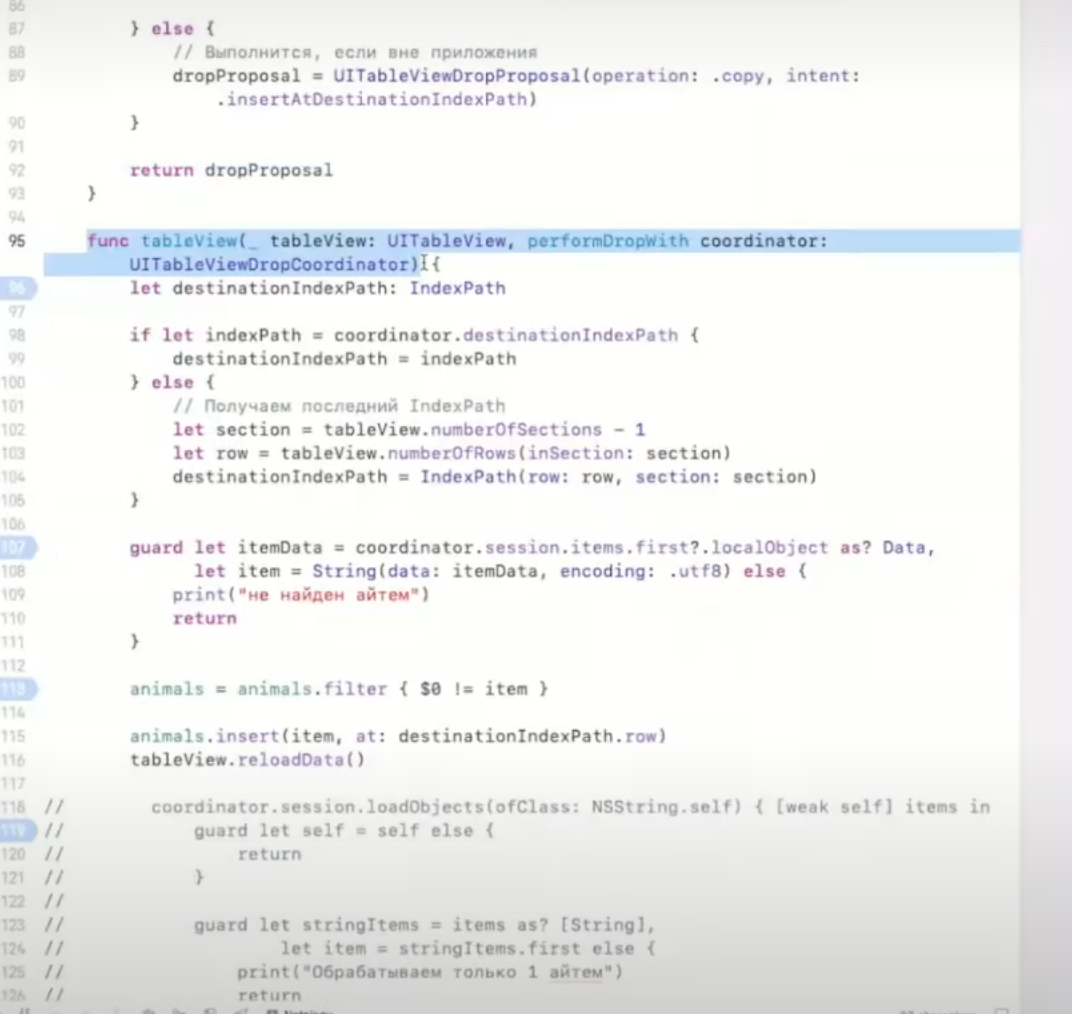 86
87 } else {
88 // Выполнится, если вне приложения
89 dropProposal = UITableViewDropProposal(operation: .copy, intent:
.insertAtDestinationIndexPath)
90 }
91
92 return dropProposal
93 }
94
95 func tableView(_ tableView: UITableView, performDropWith coordinator:
UITableViewDropCoordinator) {
96 let destinationIndexPath: IndexPath
97
98 if let indexPath = coordinator.destinationIndexPath {
99 destinationIndexPath = indexPath
100 } else {
101 // Получаем последний IndexPath
102 let section = tableView.numberOfSections - 1
103 let row = tableView.numberOfRows(inSection: section)
104 destinationIndexPath = IndexPath(row: row, section: section)
105 }
106
107 guard let itemData = coordinator.session.items.first?.localObject as? Data,
108 let item = String(data: itemData, encoding: .utf8) else {
109 print("не найден айтем")
110 return
111 }
112
113 animals = animals.filter { $0 != item }
114
115 animals.insert(item, at: destinationIndexPath.row)
116 tableView.reloadData()
117
118 // coordinator.session.loadObjects(ofClass: NSString.self) { [weak self] items in
119 // guard let self = self else {
120 // return
121 // }
122 //
123 // guard let stringItems = items as? [String],
124 // let item = stringItems.first else {
125 // print("Обрабатываем только 1 айтем")
126 // return